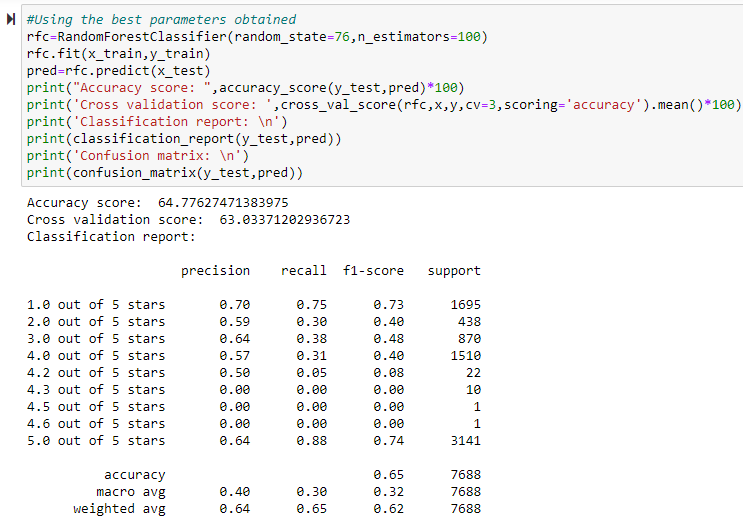 #Using the best parameters obtained
rfc=RandomForestClassifier(random_state=76,n_estimators=100)
rfc.fit(x_train,y_train)
pred=rfc.predict(x_test)
print("Accuracy score: ",accuracy_score(y_test,pred)*100)
print('Cross validation score: ',cross_val_score(rfc,x,y,cv=3,scoring='accuracy').mean()*100)
print('Classification report: \n')
print(classification_report(y_test,pred))
print('Confusion matrix: \n')
print(confusion_matrix(y_test,pred))
Accuracy score:  64.77627471383975
Cross validation score:  63.03371202936723
Classification report:
precision recall f1-score support
1.0 out of 5 stars 0.70 0.75 0.73 1695
2.0 out of 5 stars 0.59 0.30 0.40 438
3.0 out of 5 stars 0.64 0.38 0.48 870
4.0 out of 5 stars 0.57 0.31 0.40 1510
4.2 out of 5 stars 0.50 0.05 0.08 22
4.3 out of 5 stars 0.00 0.00 0.00 10
4.5 out of 5 stars 0.00 0.00 0.00 1
4.6 out of 5 stars 0.00 0.00 0.00 1
5.0 out of 5 stars 0.64 0.88 0.74 3141
accuracy 0.65 7688
macro avg 0.40 0.30 0.32 7688
weighted avg 0.64 0.65 0.62 7688